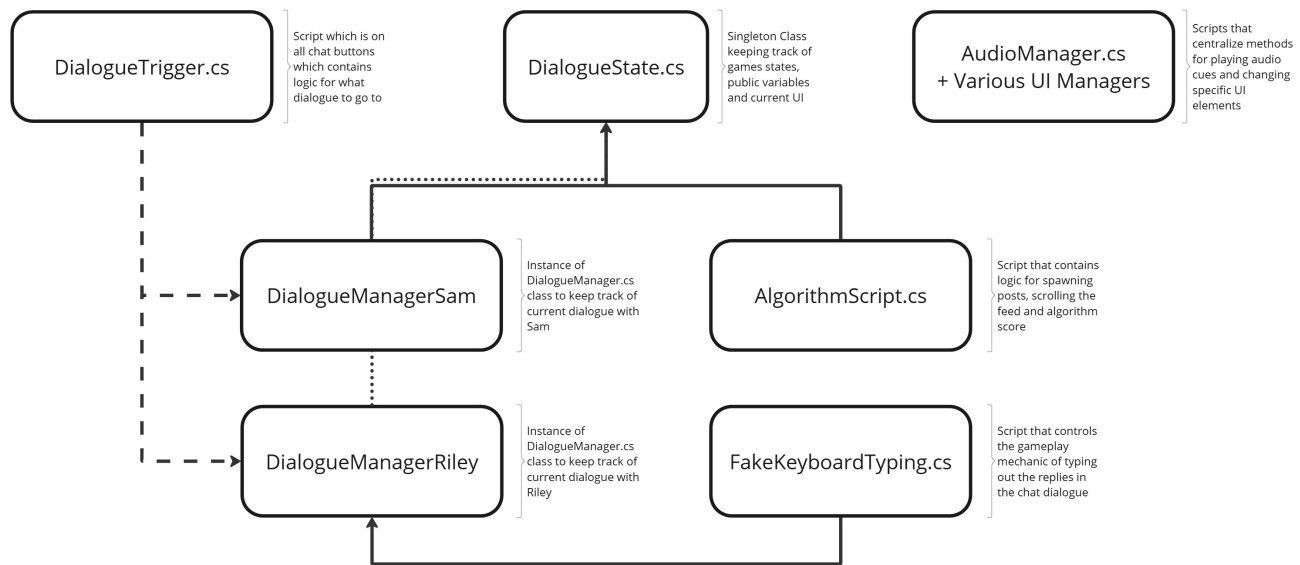 DialogueTrigger.cs
Script which is on
all chat buttons
which contains
logic for what
dialogue to go to
DialogueState.cs
Singleton Class
keeping track of
games states,
public variables
and current UI
AudioManager.cs
+ Various UI Managers
Scripts that
centralize methods
for playing audio
cues and changing
specific UI
elements
DialogueManagerSam
Instance of
DialogueManager.cs
class to keep track of
current dialogue with
Sam
AlgorithmScript.cs
Script that contains
logic for spawning
posts, scrolling the
feed and algorithm
score
DialogueManagerRiley
Instance of
DialogueManager.cs
class to keep track of
current dialogue with
Riley
FakeKeyboardTyping.cs
Script that controls
the gameplay
mechanic of typing
out the replies in
the chat dialogue